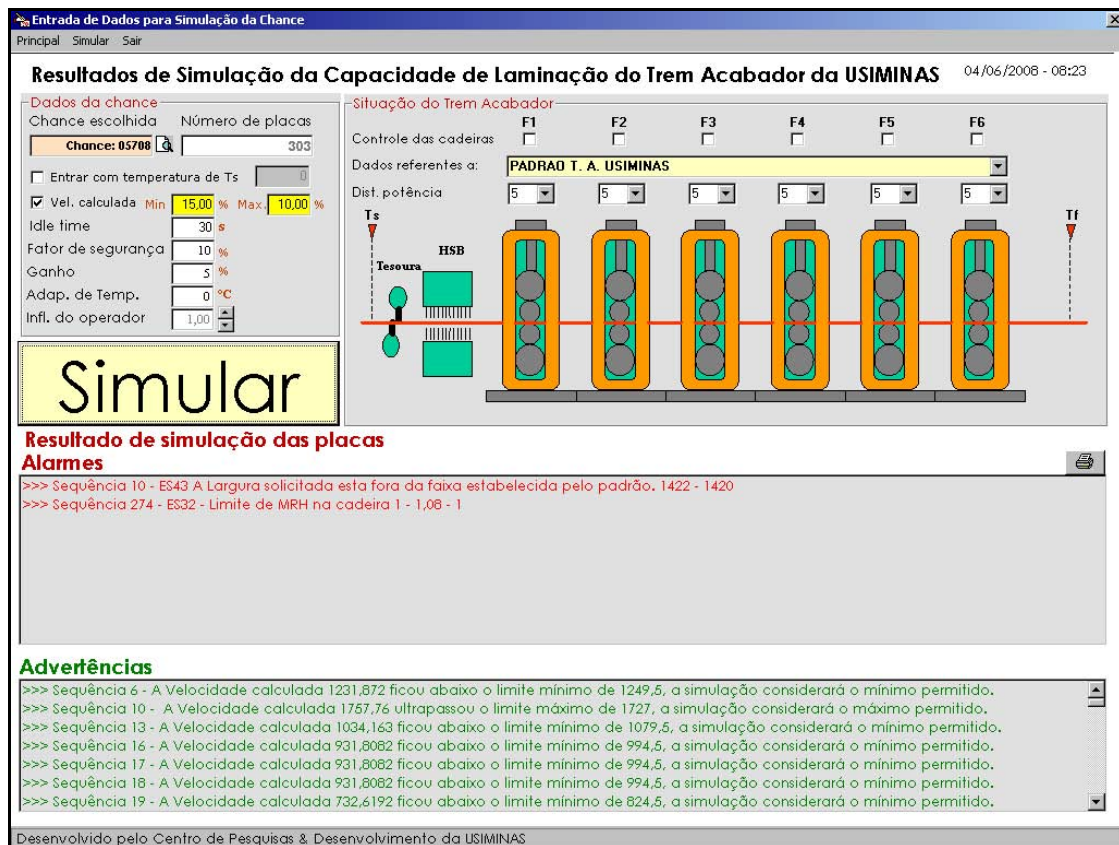 Entrada de Dados para Simulação da Chance
Principal Simular Sair
Resultados de Simulação da Capacidade de Laminação do Trem Acabador da USIMINAS 04/06/2008 - 08:23
Dados da chance
Chance escolhida Número de placas
Chance: 05708 303
Entrar com temperatura de Ts 0
Vel. calculada Min 15,00 % Max. 10,00 %
Idle time 30 s
Fator de segurança 10 %
Ganho 5 %
Adap. de Temp. 0 °C
Infl. do operador 1,00
Simular
Situação do Trem Acabador
F1 F2 F3 F4 F5 F6
Controle das cadeiras
Dados referentes a: PADRAO T. A. USIMINAS
Dist. potência 5 5 5 5 5 5
Ts Tf
HSB
Tesoura
Resultado de simulação das placas
Alarmes
>>> Sequência 10 - ES43 A Largura solicitada esta fora da faixa estabelecida pelo padrão. 1422 - 1420
>>> Sequência 274 - ES32 - Limite de MRH na cadeira 1 - 1,08 - 1
Advertências
>>> Sequência 6 - A Velocidade calculada 1231,872 ficou abaixo o limite mínimo de 1249,5, a simulação considerará o mínimo permitido.
>>> Sequência 10 - A Velocidade calculada 1757,76 ultrapassou o limite máximo de 1727, a simulação considerará o máximo permitido.
>>> Sequência 13 - A Velocidade calculada 1034,163 ficou abaixo o limite mínimo de 1079,5, a simulação considerará o mínimo permitido.
>>> Sequência 16 - A Velocidade calculada 931,8082 ficou abaixo o limite mínimo de 994,5, a simulação considerará o mínimo permitido.
>>> Sequência 17 - A Velocidade calculada 931,8082 ficou abaixo o limite mínimo de 994,5, a simulação considerará o mínimo permitido.
>>> Sequência 18 - A Velocidade calculada 931,8082 ficou abaixo o limite mínimo de 994,5, a simulação considerará o mínimo permitido.
>>> Sequência 19 - A Velocidade calculada 732,6192 ficou abaixo o limite mínimo de 824,5, a simulação considerará o mínimo permitido.
Desenvolvido pelo Centro de Pesquisas & Desenvolvimento da USIMINAS